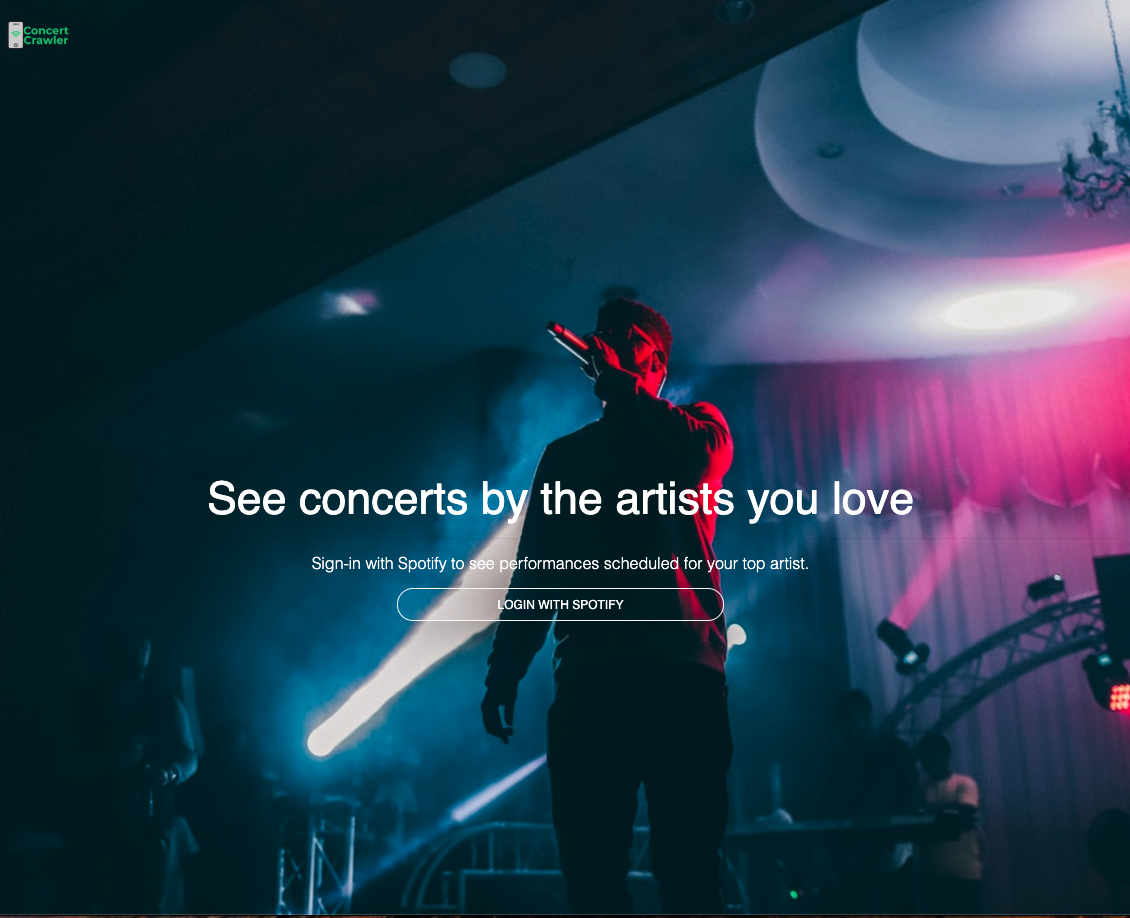 Concert
Crawler
See concerts by the artists you love
Sign-in with Spotify to see performances scheduled for your top artist.
LOGIN WITH SPOTIFY